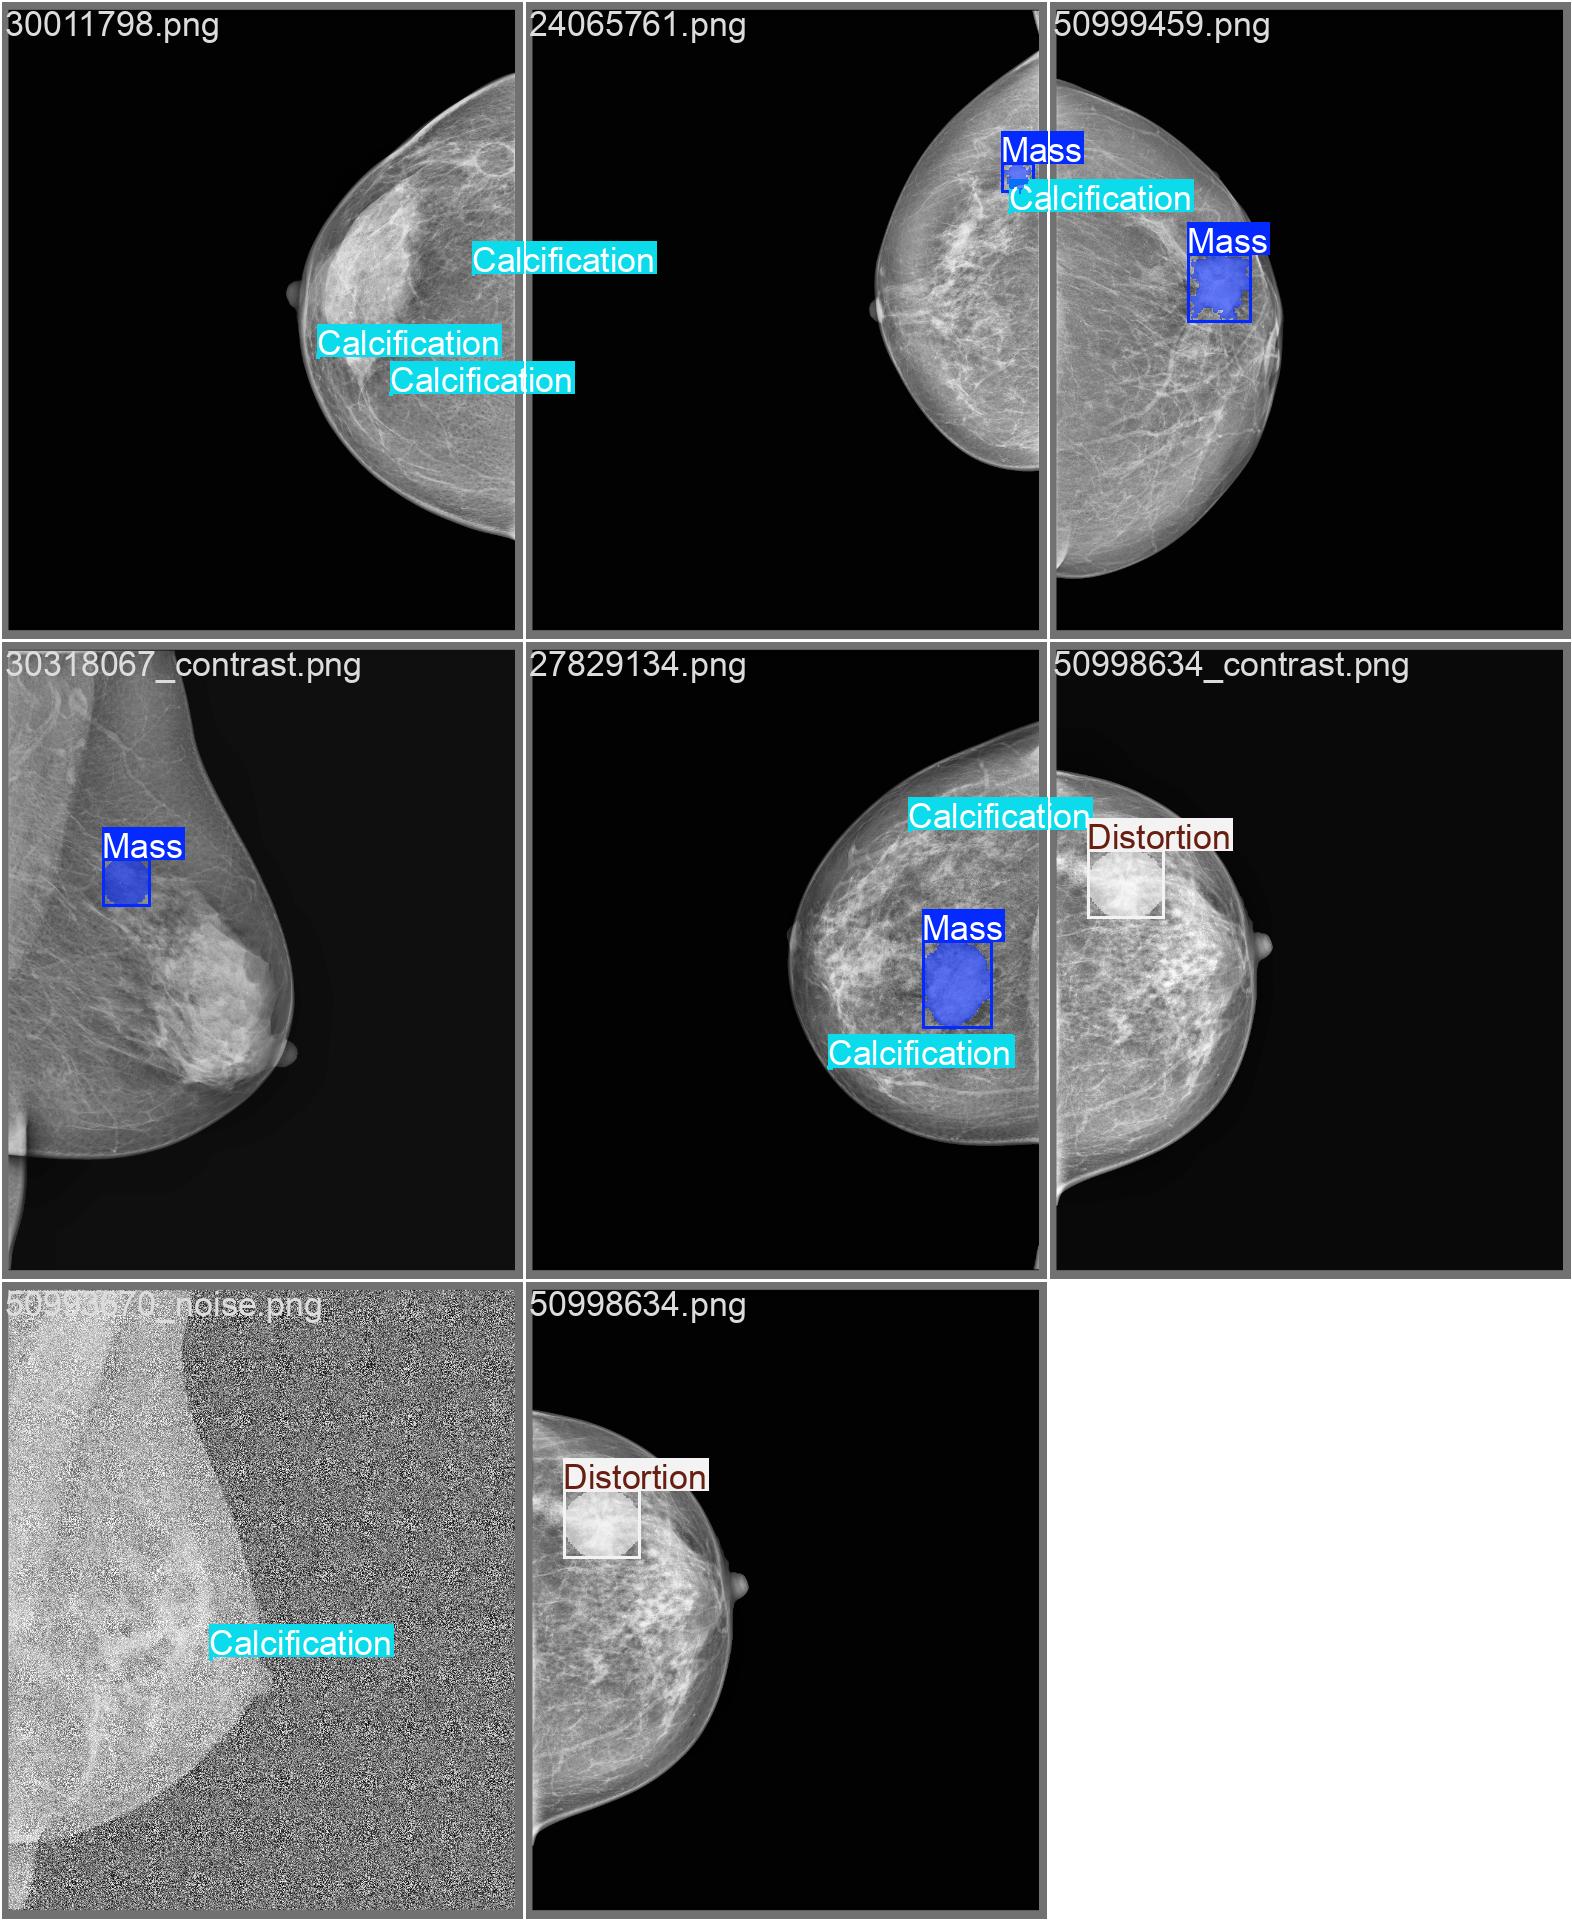 30011798.png
24065761.png
50999459.png
Mass
Calcification
Mass
Calcification
Calcification
Calcification
30318067_contrast.png
27829134.png
50998634_contrast.png
Calcification
Distortion
Mass
Mass
Calcification
50993670_noise.png
50998634.png
Distortion
Calcification